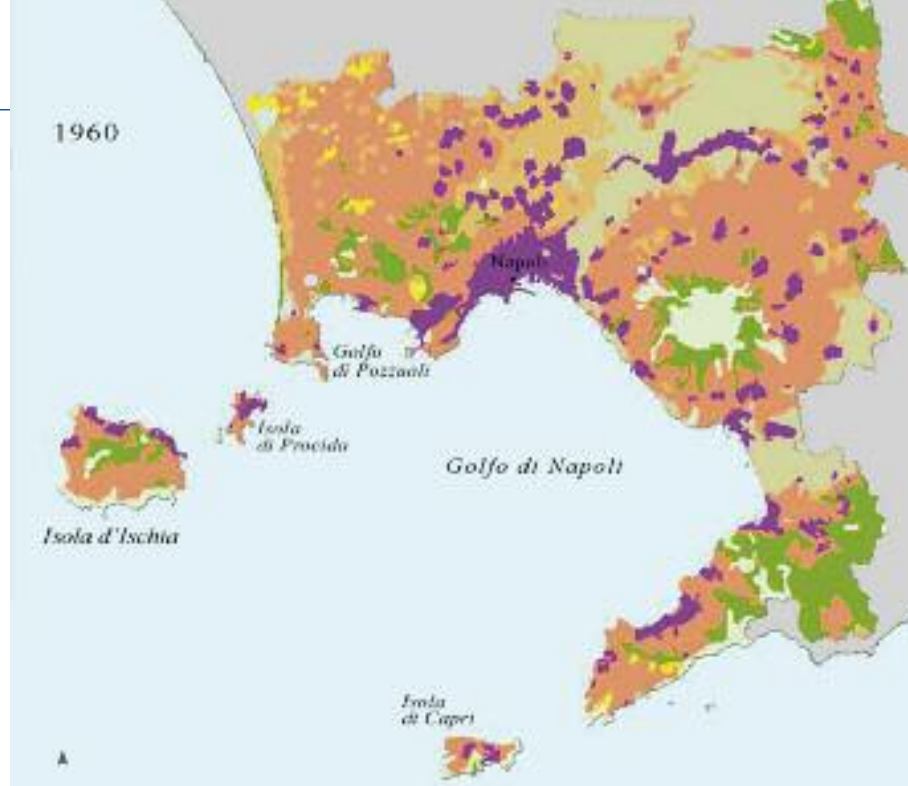 1960
Napoli
Golfo
di Pozzuoli
Isola
di Procida
Golfo di Napoli
Isola d'Ischia
Isola
di Capri